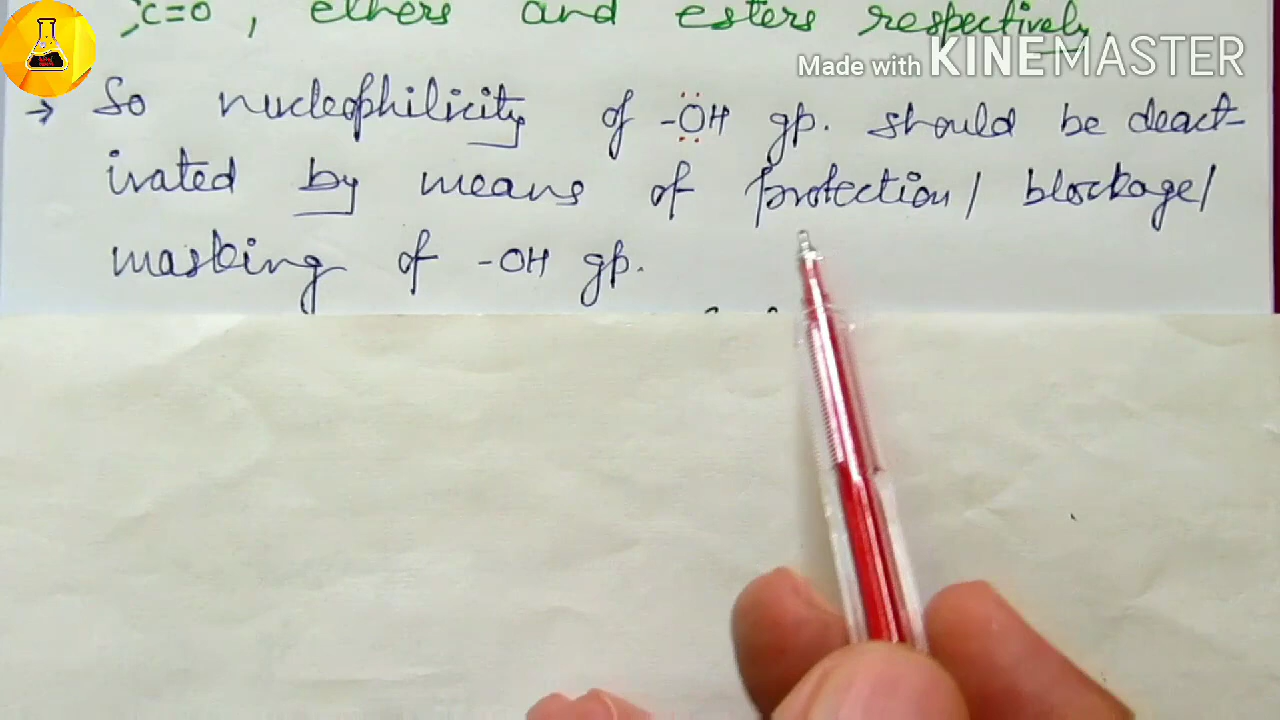 >C=O, ethers and esters respectively.
Made with KINEMASTER
→ So nucleophilicity of -ÖH gp. should be deact-
ivated by means of protection/ blockage/
masking of -OH gp.